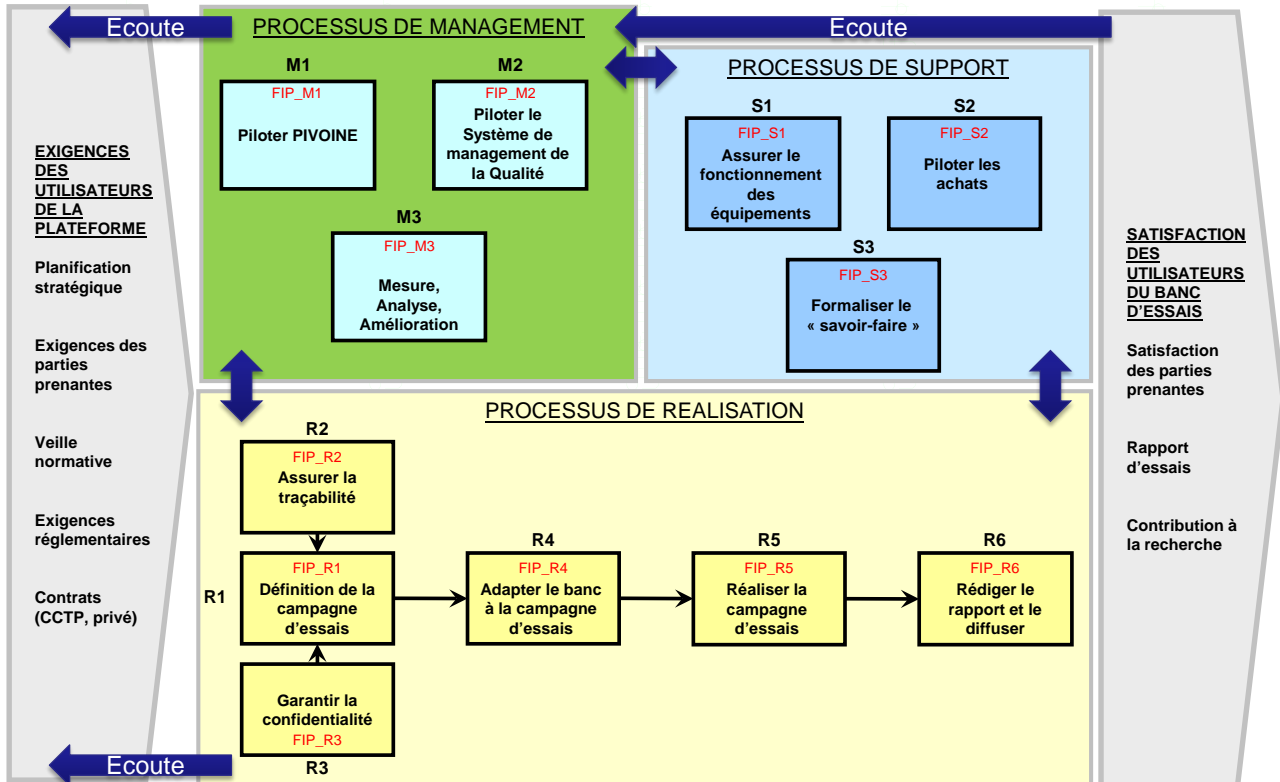 Ecoute
PROCESSUS DE MANAGEMENT
Ecoute
EXIGENCES
DES
UTILISATEURS
DE LA
PLATEFORME
Planification
stratégique
Exigences des
parties
prenantes
Veille
normative
Exigences
réglementaires
Contrats
(CCTP, privé)
M1
FIP_M1
Piloter PIVOINE
M2
FIP_M2
Piloter le
Système de
management de
la Qualité
M3
FIP_M3
Mesure,
Analyse,
Amélioration
PROCESSUS DE SUPPORT
S1
FIP_S1
Assurer le
fonctionnement
des
équipements
S2
FIP_S2
Piloter les
achats
S3
FIP_S3
Formaliser le
« savoir-faire »
PROCESSUS DE REALISATION
R2
FIP_R2
Assurer la
traçabilité
R1
FIP_R1
Définition de la
campagne
d’essais
R4
FIP_R4
Adapter le banc
à la campagne
d’essais
R5
FIP_R5
Réaliser la
campagne
d’essais
R6
FIP_R6
Rédiger le
rapport et le
diffuser
Garantir la
confidentialité
FIP_R3
R3
Ecoute
SATISFACTION
DES
UTILISATEURS
DU BANC
D’ESSAIS
Satisfaction
des parties
prenantes
Rapport
d’essais
Contribution à
la recherche